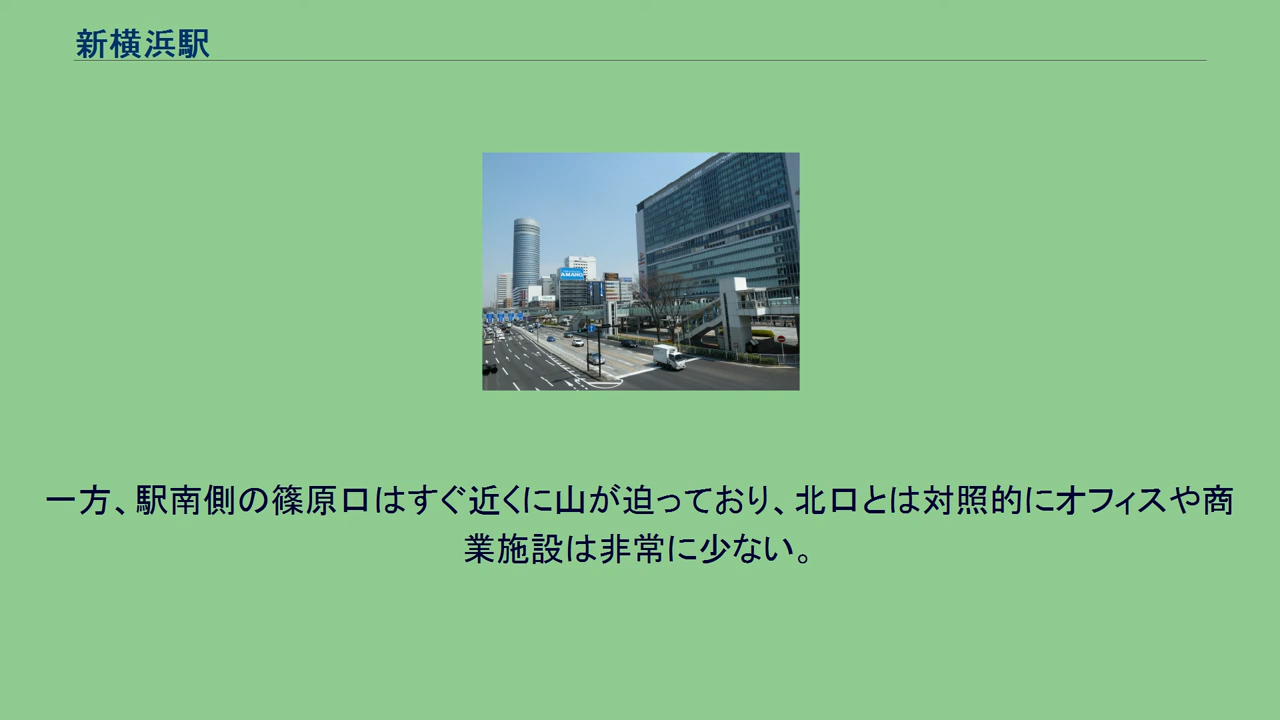 新横浜駅
AMANO
一方、駅南側の篠原口はすぐ近くに山が迫っており、北口とは対照的にオフィスや商
業施設は非常に少ない。